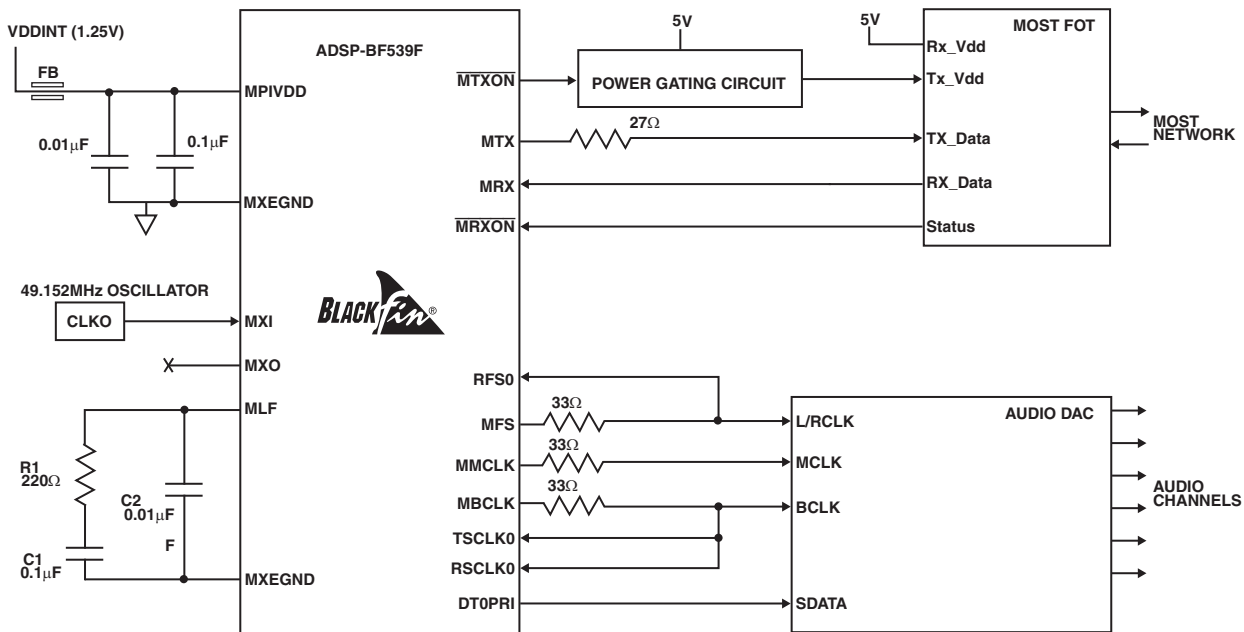 VDDINT (1.25V)
FB
0.01µF
0.1µF
MPIVDD
MXEGND
49.152MHz OSCILLATOR
CLKO
MXI
MXO
MLF
R1
220Ω
C2
0.01µF
F
C1
0.1µF
MXEGND
ADSP-BF539F
BLACKfin®
MTXON
MTX
MRX
MRXON
RFS0
MFS
MMCLK
MBCLK
TSCLK0
RSCLK0
DT0PRI
5V
POWER GATING CIRCUIT
27Ω
5V
MOST FOT
Rx_Vdd
Tx_Vdd
TX_Data
RX_Data
Status
MOST
NETWORK
33Ω
33Ω
33Ω
AUDIO DAC
L/RCLK
MCLK
BCLK
SDATA
AUDIO
CHANNELS